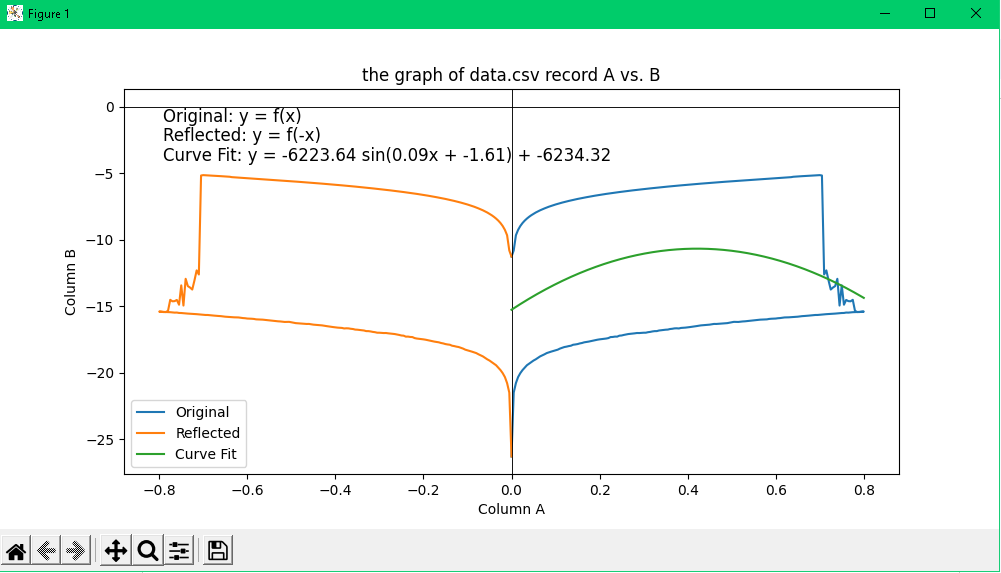 Figure 1
the graph of data.csv record A vs. B
Original: y = f(x)
Reflected: y = f(-x)
Curve Fit: y = -6223.64 sin(0.09x + -1.61) + -6234.32
0
−5
−10
−15
−20
−25
Column B
Original
Reflected
Curve Fit
−0.8 −0.6 −0.4 −0.2 0.0 0.2 0.4 0.6 0.8
Column A